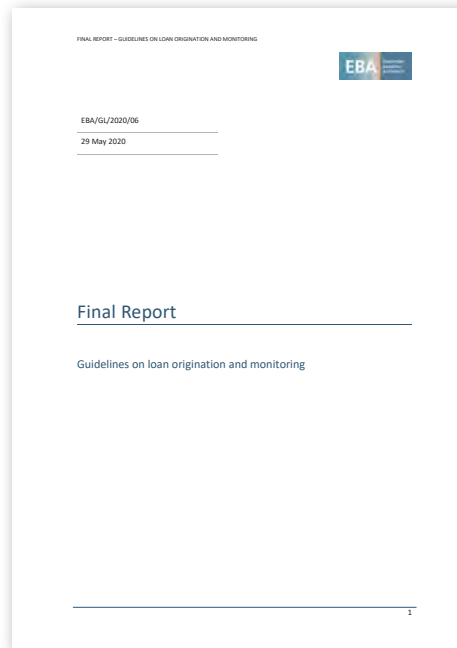 FINAL REPORT – GUIDELINES ON LOAN ORIGINATION AND MONITORING
EBA
EBA/GL/2020/06
29 May 2020
Final Report
Guidelines on loan origination and monitoring
1